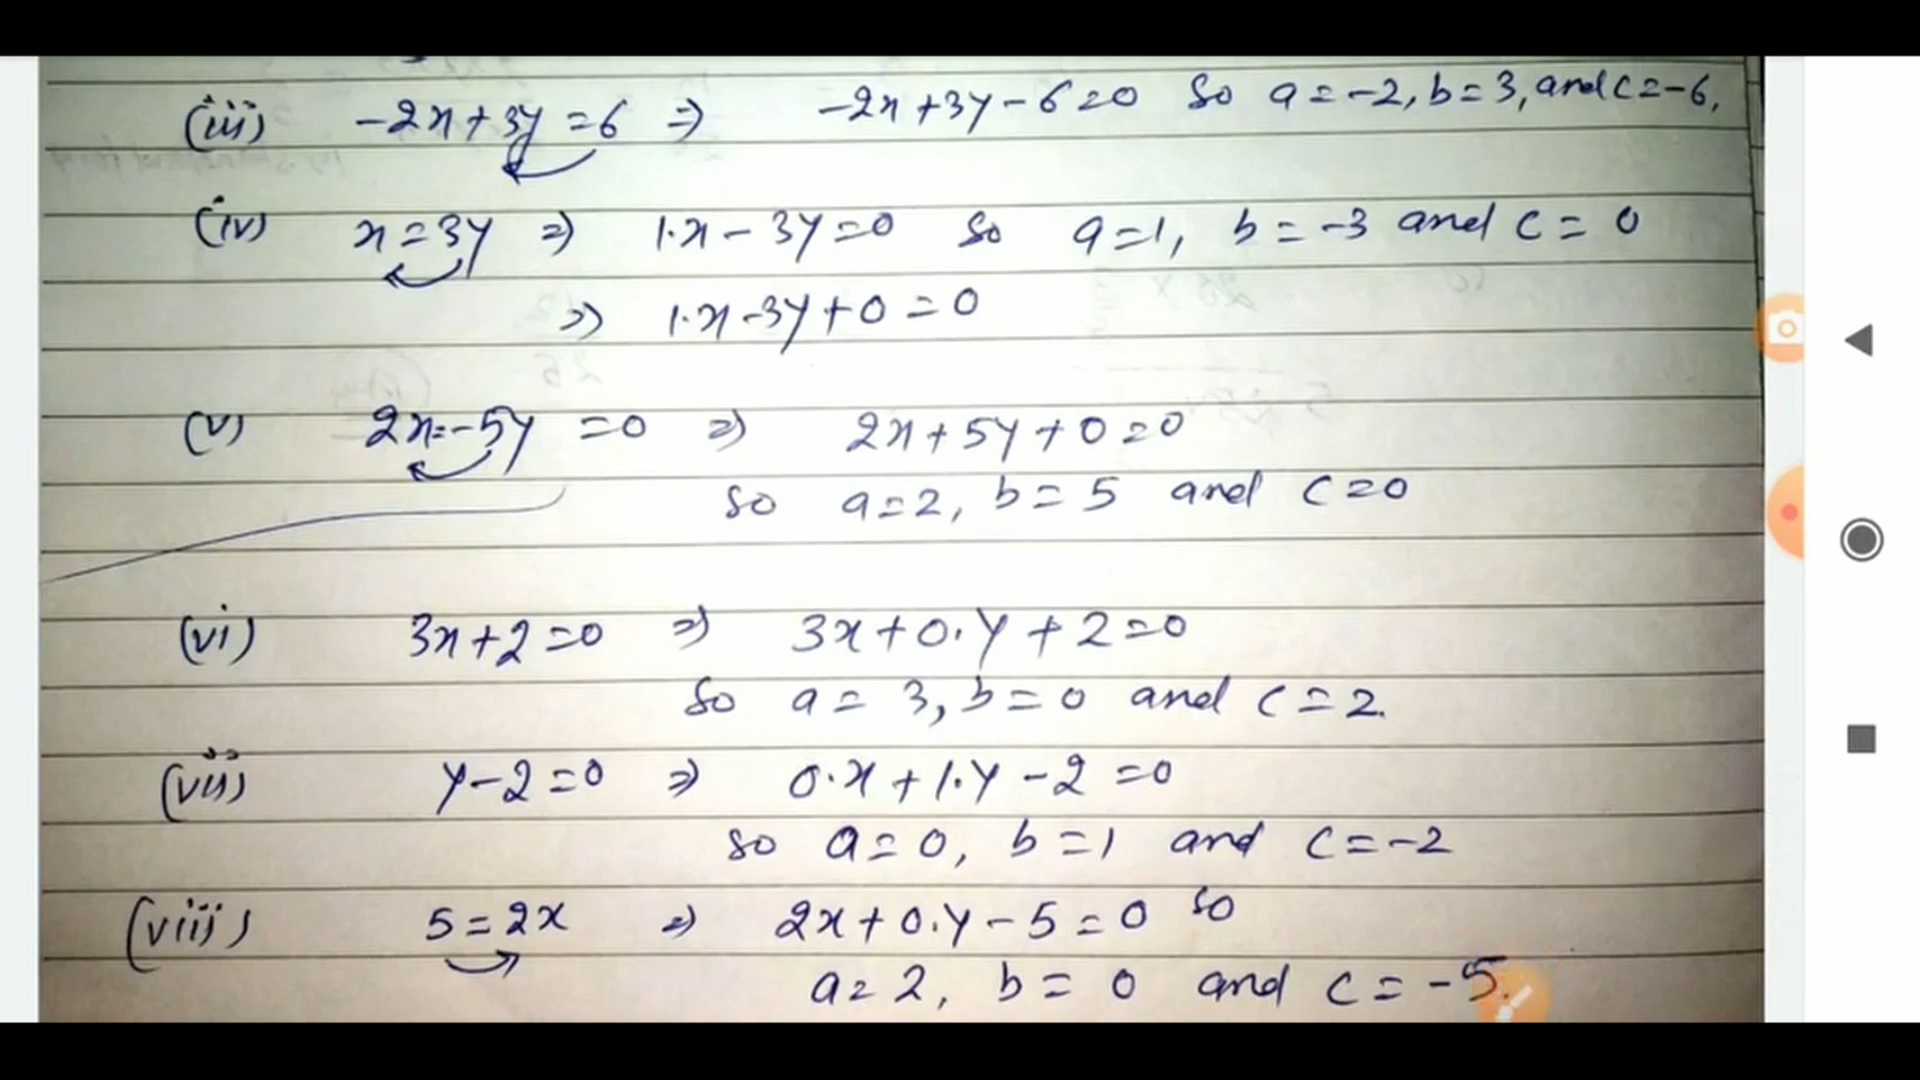 (iii) -2x+3y=6 ⇒ -2x+3y-6=0 So a=-2, b=3, and c=-6,
(iv) x=3y ⇒ 1.x-3y=0 So a=1, b=-3 and c=0
⇒ 1.x-3y+0=0
(v) 2x=-5y =0 ⇒ 2x+5y+0=0
so a=2, b=5 and c=0
(vi) 3x+2=0 ⇒ 3x+0.y+2=0
So a=3, b=0 and c=2.
(vii) y-2=0 ⇒ 0.x+1.y-2=0
so a=0, b=1 and c=-2
(viii) 5=2x ⇒ 2x+0.y-5=0 so
a=2, b=0 and c=-5.